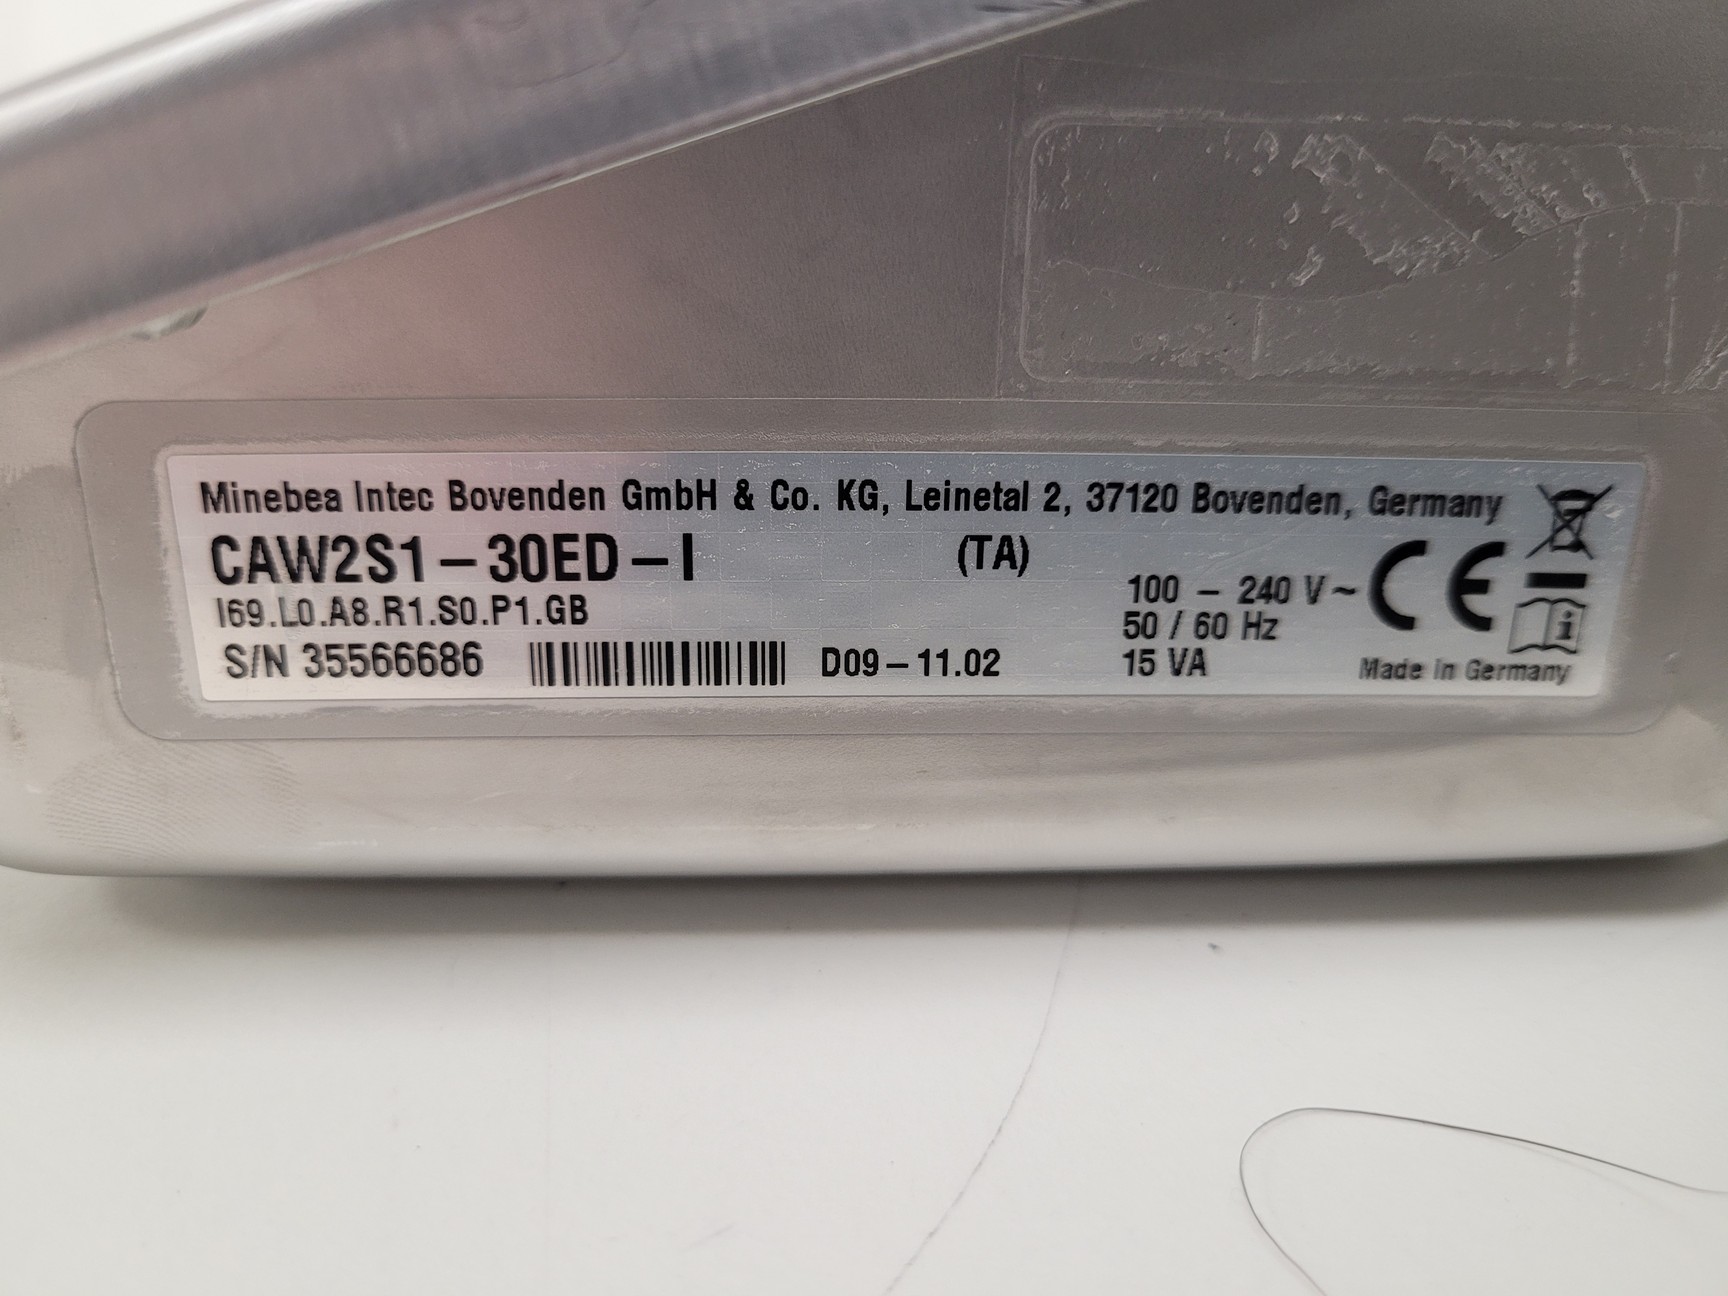 Minebea Intec Bovenden GmbH & Co. KG, Leinetal 2, 37120 Bovenden, Germany
CAW2S1-30ED-I (TA)
I69.L0.A8.R1.S0.P1.GB
S/N 35566686 D09-11.02
100 - 240 V~
50 / 60 Hz
15 VA
CE
i
Made in Germany